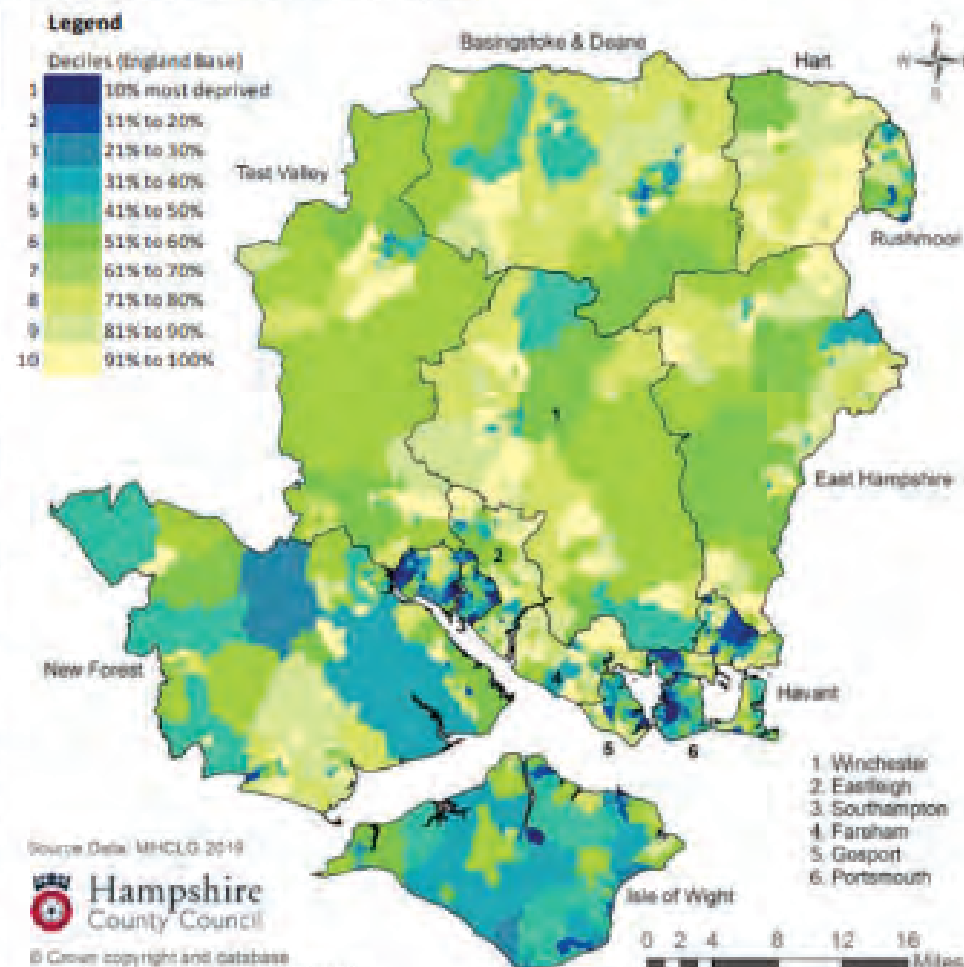 Legend
Deciles (England Base)
1 10% most deprived
2 11% to 20%
3 21% to 30%
4 31% to 40%
5 41% to 50%
6 51% to 60%
7 61% to 70%
8 71% to 80%
9 81% to 90%
10 91% to 100%
Basingstoke & Deane
Hart
N
W
S
Test Valley
Rushmoor
1
East Hampshire
2
3
New Forest
4
Havant
5
6
1. Winchester
2. Eastleigh
3. Southampton
4. Fareham
5. Gosport
6. Portsmouth
Source Data: MHCLG 2019
Hampshire
County Council
Isle of Wight
© Crown copyright and database
0 2 4 8 12 16
Miles